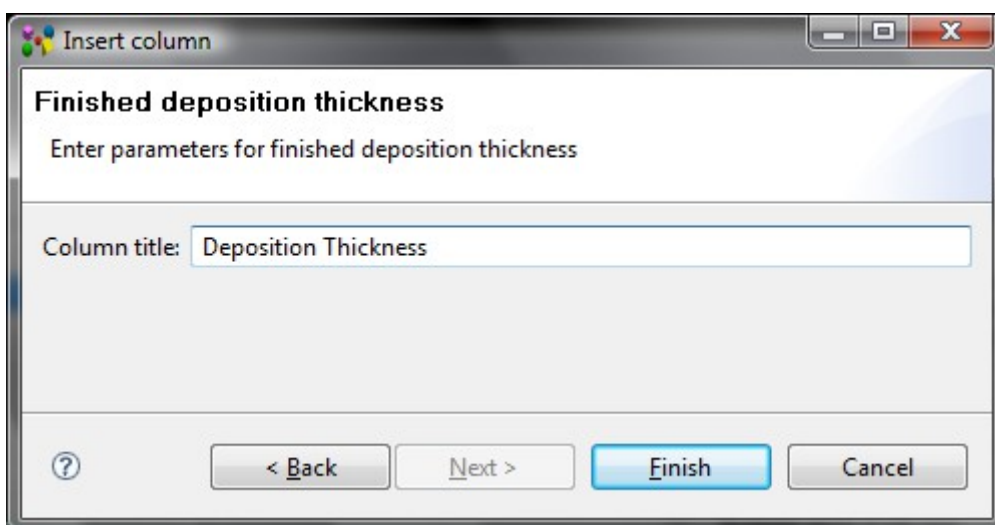 Insert column
Finished deposition thickness
Enter parameters for finished deposition thickness
Column title: Deposition Thickness
? < Back Next > Finish Cancel